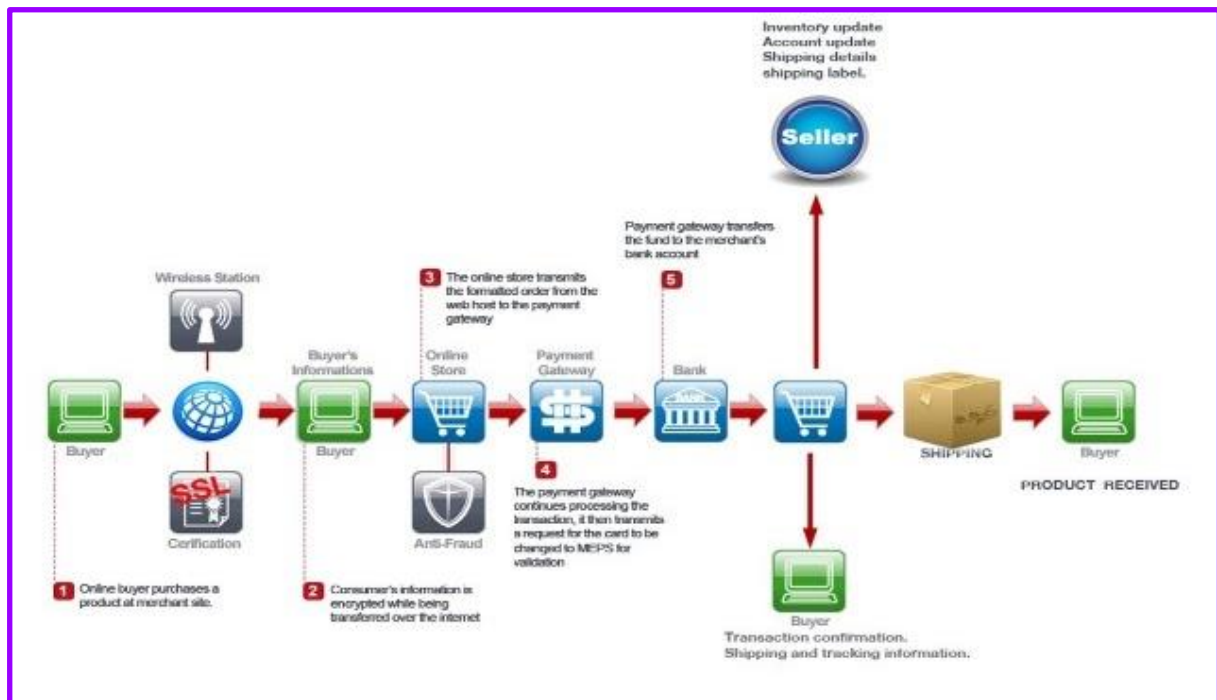 Inventory update
Account update
Shipping details
shipping label.
Seller
Payment gateway transfers
the fund to the merchant's
bank account
5
3
The online store transmits
the formatted order from the
web host to the payment
gateway
Wireless Station
Buyer's
Informations
Online
Store
Payment
Gateway
Bank
BANK
Buyer
Buyer
SHIPPING
Buyer
PRODUCT RECEIVED
SSL
Cerification
Anti-Fraud
4
The payment gateway
continues processing the
transaction, it then transmits
a request for the card to be
changed to MEPS for
validation
1
Online buyer purchases a
product at merchant site.
2
Consumer's information is
encrypted while being
transferred over the internet
Buyer
Transaction confirmation.
Shipping and tracking information.